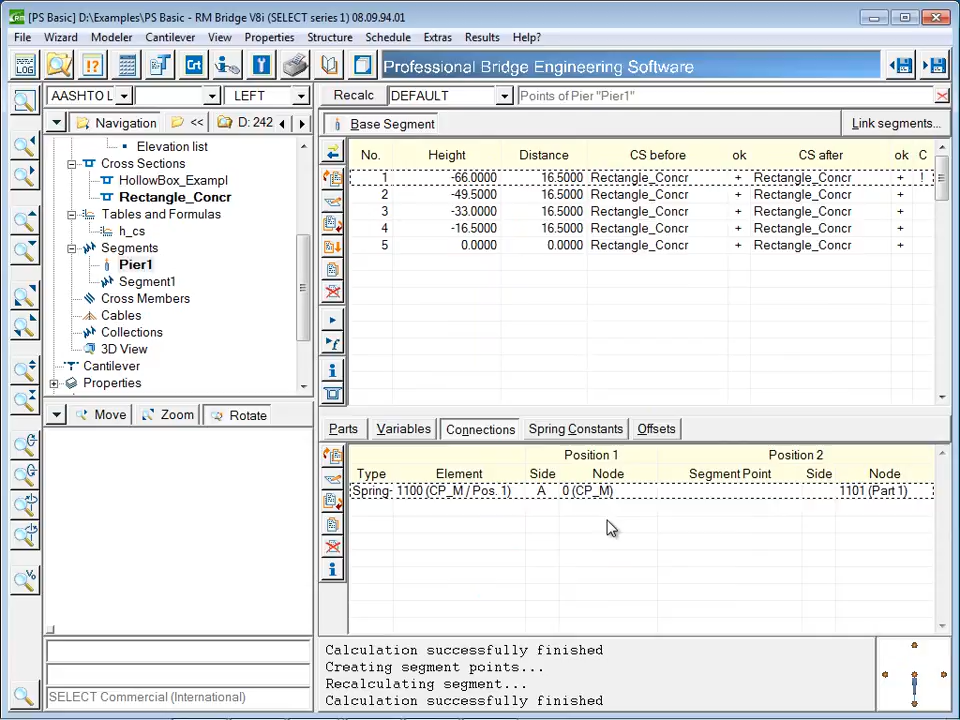 [PS Basic] D:\Examples\PS Basic - RM Bridge V8i (SELECT series 1) 08.09.94.01
File Wizard Modeler Cantilever View Properties Structure Schedule Extras Results Help?
LOG Crt Professional Bridge Engineering Software
AASHTO L LEFT Recalc DEFAULT Points of Pier "Pier1"
Navigation << D: 242 Base Segment Link segments...
Elevation list
Cross Sections
HollowBox_Exampl
Rectangle_Concr
Tables and Formulas
h_cs
Segments
Pier1
Segment1
Cross Members
Cables
Collections
3D View
Cantilever
Properties
No. Height Distance CS before ok CS after ok C
1 -66.0000 16.5000 Rectangle_Concr + Rectangle_Concr + !
2 -49.5000 16.5000 Rectangle_Concr + Rectangle_Concr +
3 -33.0000 16.5000 Rectangle_Concr + Rectangle_Concr +
4 -16.5000 16.5000 Rectangle_Concr + Rectangle_Concr +
5 0.0000 0.0000 Rectangle_Concr + Rectangle_Concr +
Move Zoom Rotate
Parts Variables Connections Spring Constants Offsets
Position 1 Position 2
Type Element Side Node Segment Point Side Node
Spring- 1100 (CP_M / Pos. 1) A 0 (CP_M) 1101 (Part 1)
Calculation successfully finished
Creating segment points...
Recalculating segment...
Calculation successfully finished
SELECT Commercial (International)